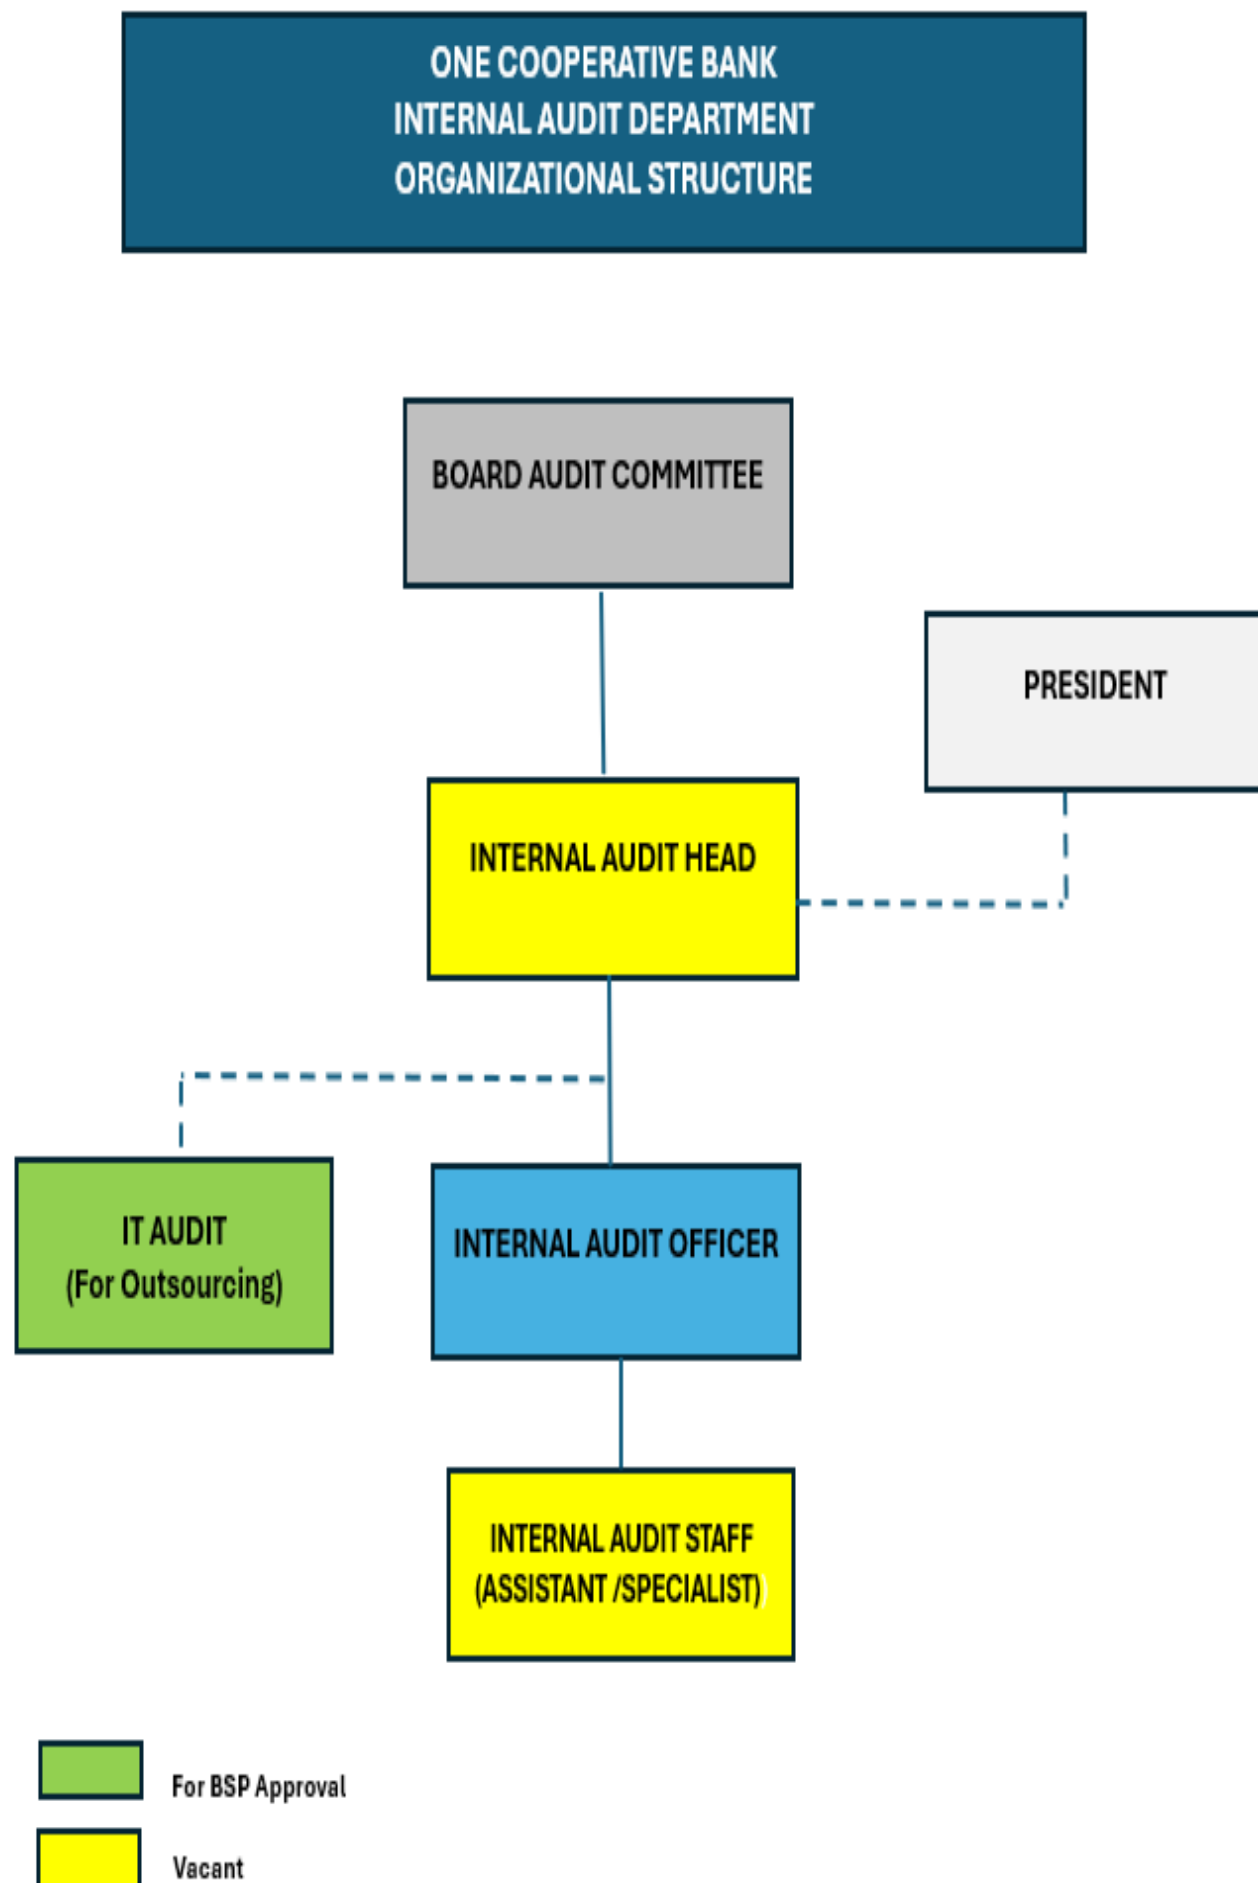 ONE COOPERATIVE BANK
INTERNAL AUDIT DEPARTMENT
ORGANIZATIONAL STRUCTURE
BOARD AUDIT COMMITTEE
PRESIDENT
INTERNAL AUDIT HEAD
IT AUDIT
(For Outsourcing)
INTERNAL AUDIT OFFICER
INTERNAL AUDIT STAFF
(ASSISTANT /SPECIALIST))
For BSP Approval
Vacant